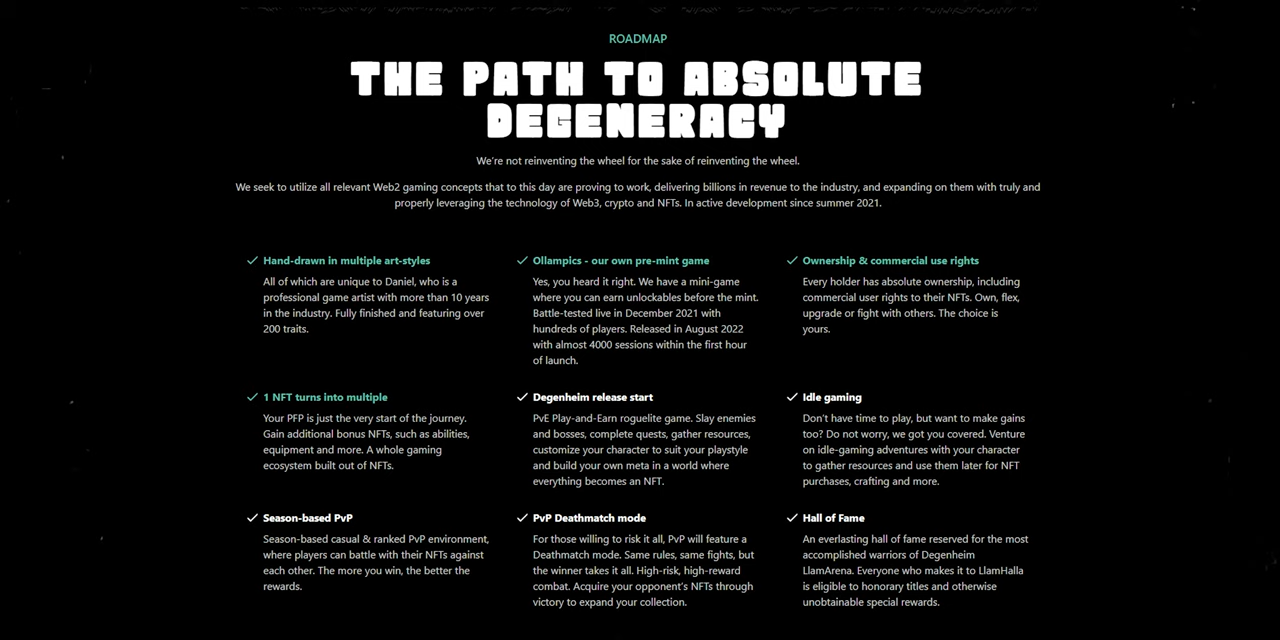 ROADMAP
THE PATH TO ABSOLUTE
DEGENERACY
We're not reinventing the wheel for the sake of reinventing the wheel.
We seek to utilize all relevant Web2 gaming concepts that to this day are proving to work, delivering billions in revenue to the industry, and expanding on them with truly and
properly leveraging the technology of Web3, crypto and NFTs. In active development since summer 2021.
Hand-drawn in multiple art-styles
All of which are unique to Daniel, who is a
professional game artist with more than 10 years
in the industry. Fully finished and featuring over
200 traits.
Ollampics - our own pre-mint game
Yes, you heard it right. We have a mini-game
where you can earn unlockables before the mint.
Battle-tested live in December 2021 with
hundreds of players. Released in August 2022
with almost 4000 sessions within the first hour
of launch.
Ownership & commercial use rights
Every holder has absolute ownership, including
commercial user rights to their NFTs. Own, flex,
upgrade or fight with others. The choice is
yours.
1 NFT turns into multiple
Your PFP is just the very start of the journey.
Gain additional bonus NFTs, such as abilities,
equipment and more. A whole gaming
ecosystem built out of NFTs.
Degenheim release start
PvE Play-and-Earn roguelite game. Slay enemies
and bosses, complete quests, gather resources,
customize your character to suit your playstyle
and build your own meta in a world where
everything becomes an NFT.
Idle gaming
Don't have time to play, but want to make gains
too? Do not worry, we got you covered. Venture
on idle-gaming adventures with your character
to gather resources and use them later for NFT
purchases, crafting and more.
Season-based PvP
Season-based casual & ranked PvP environment,
where players can battle with their NFTs against
each other. The more you win, the better the
rewards.
PvP Deathmatch mode
For those willing to risk it all, PvP will feature a
Deathmatch mode. Same rules, same fights, but
the winner takes it all. High-risk, high-reward
combat. Acquire your opponent's NFTs through
victory to expand your collection.
Hall of Fame
An everlasting hall of fame reserved for the most
accomplished warriors of Degenheim
LlamArena. Everyone who makes it to LlamHalla
is eligible to honorary titles and otherwise
unobtainable special rewards.